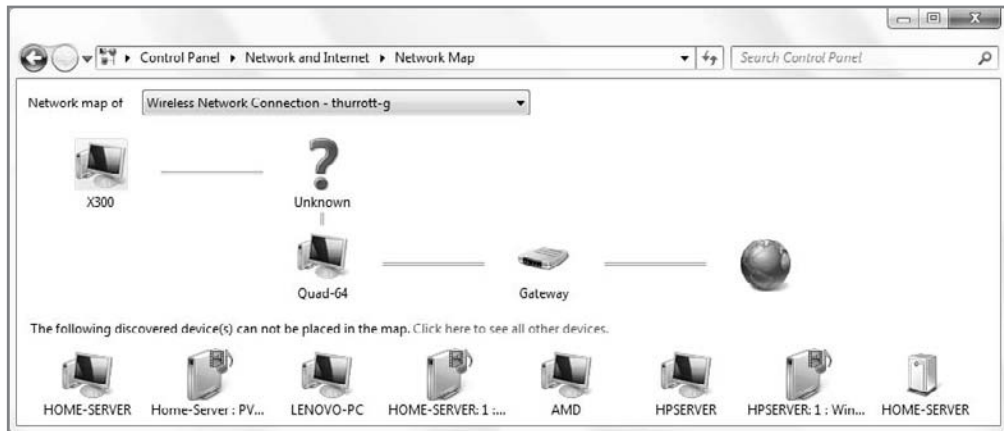 Control Panel ▸ Network and Internet ▸ Network Map
Search Control Panel
Network map of
Wireless Network Connection - thurrott-g
X300
Unknown
Quad-64
Gateway
The following discovered device(s) can not be placed in the map. Click here to see all other devices.
HOME-SERVER
Home-Server : PV...
LENOVO-PC
HOME-SERVER: 1 :...
AMD
HPSERVER
HPSERVER: 1 : Win...
HOME-SERVER